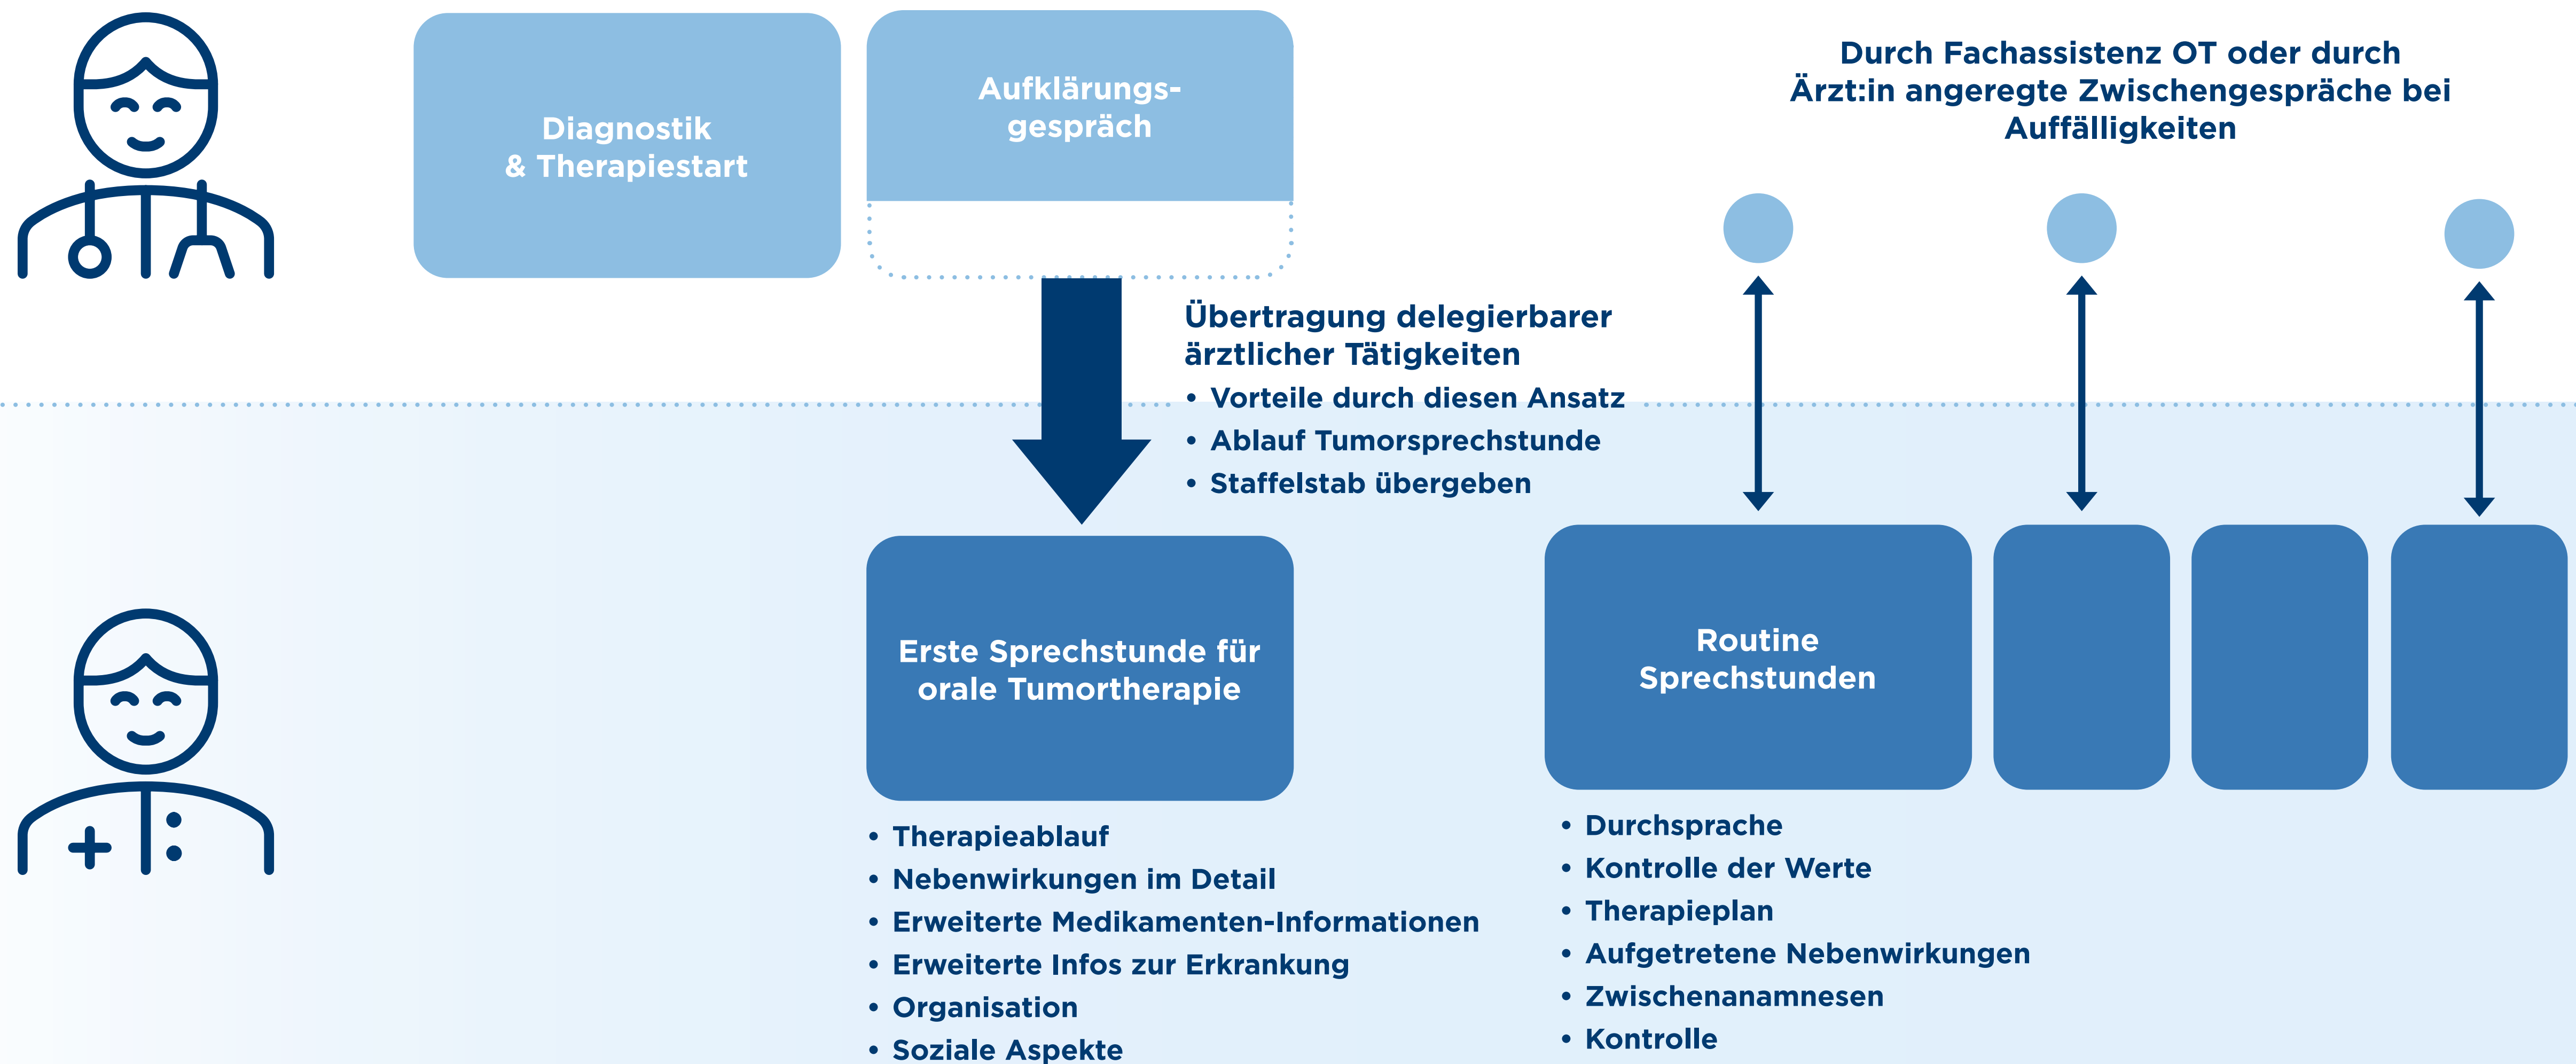 Diagnostik
& Therapiestart
Aufklärungs-
gespräch
Durch Fachassistenz OT oder durch
Ärzt:in angeregte Zwischengespräche bei
Auffälligkeiten
Übertragung delegierbarer
ärztlicher Tätigkeiten
• Vorteile durch diesen Ansatz
• Ablauf Tumorsprechstunde
• Staffelstab übergeben
Erste Sprechstunde für
orale Tumortherapie
• Therapieablauf
• Nebenwirkungen im Detail
• Erweiterte Medikamenten-Informationen
• Erweiterte Infos zur Erkrankung
• Organisation
• Soziale Aspekte
Routine
Sprechstunden
• Durchsprache
• Kontrolle der Werte
• Therapieplan
• Aufgetretene Nebenwirkungen
• Zwischenanamnesen
• Kontrolle